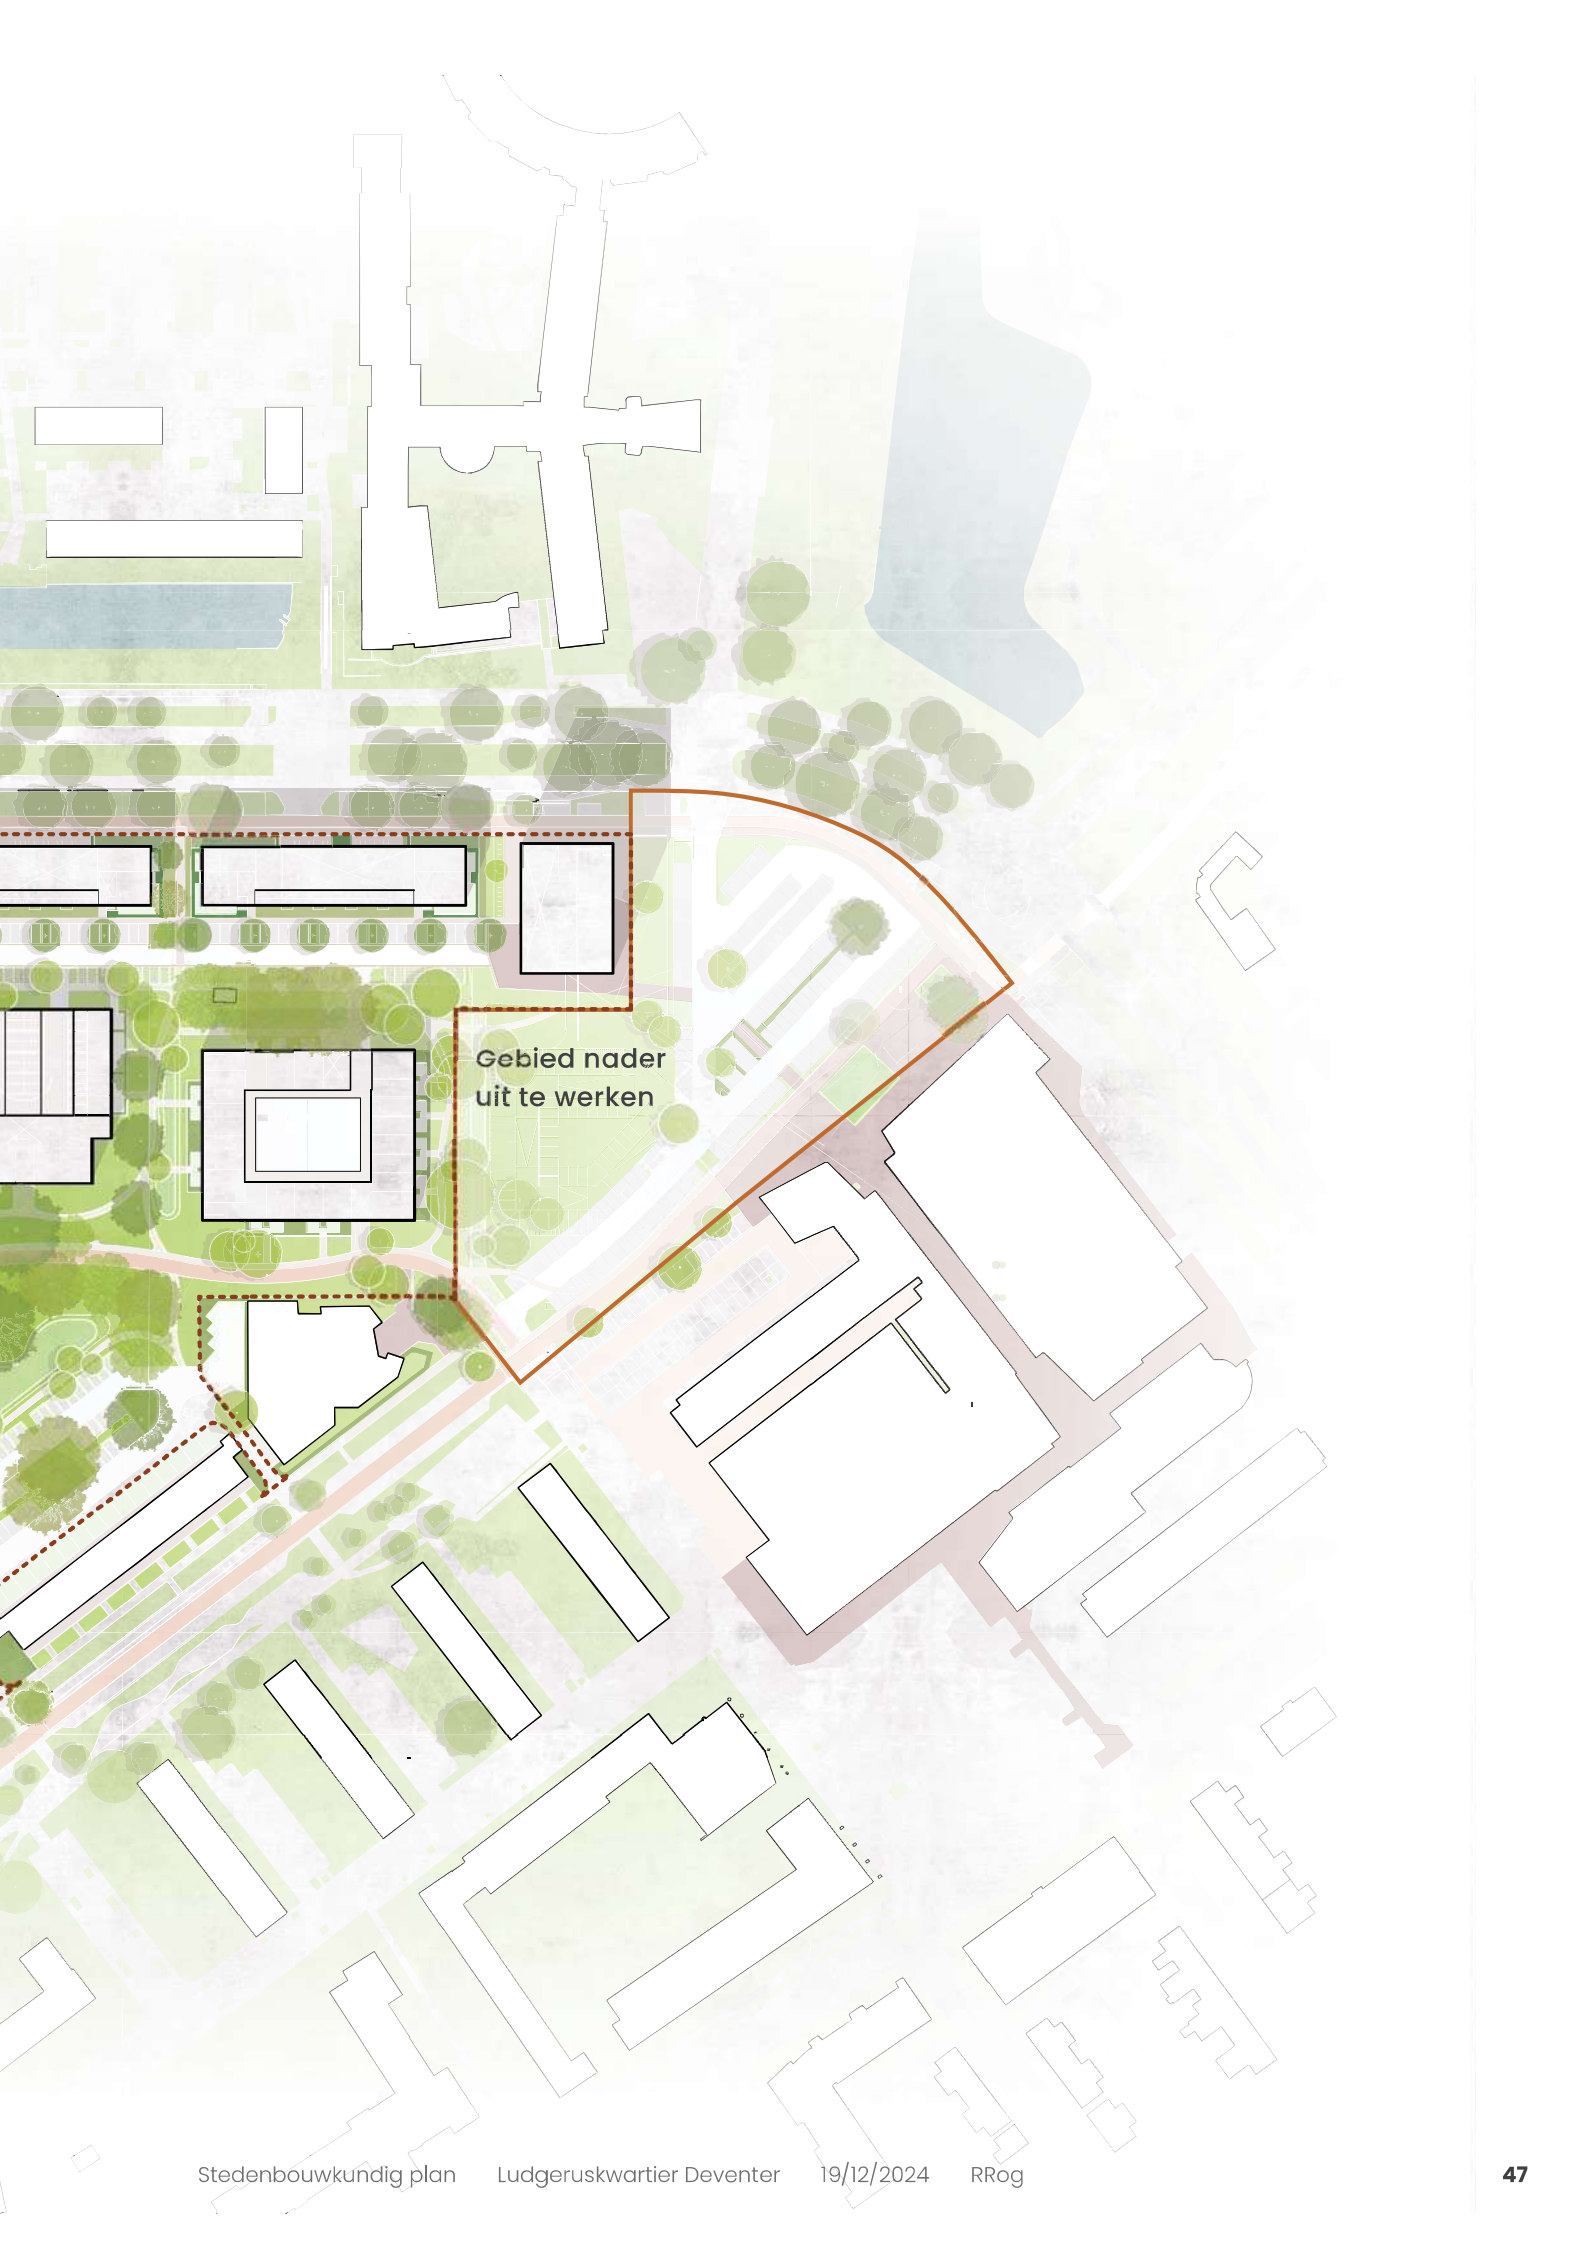 Gebied nader
uit te werken
Stedenbouwkundig plan Ludgeruskwartier Deventer 19/12/2024 RRog 47